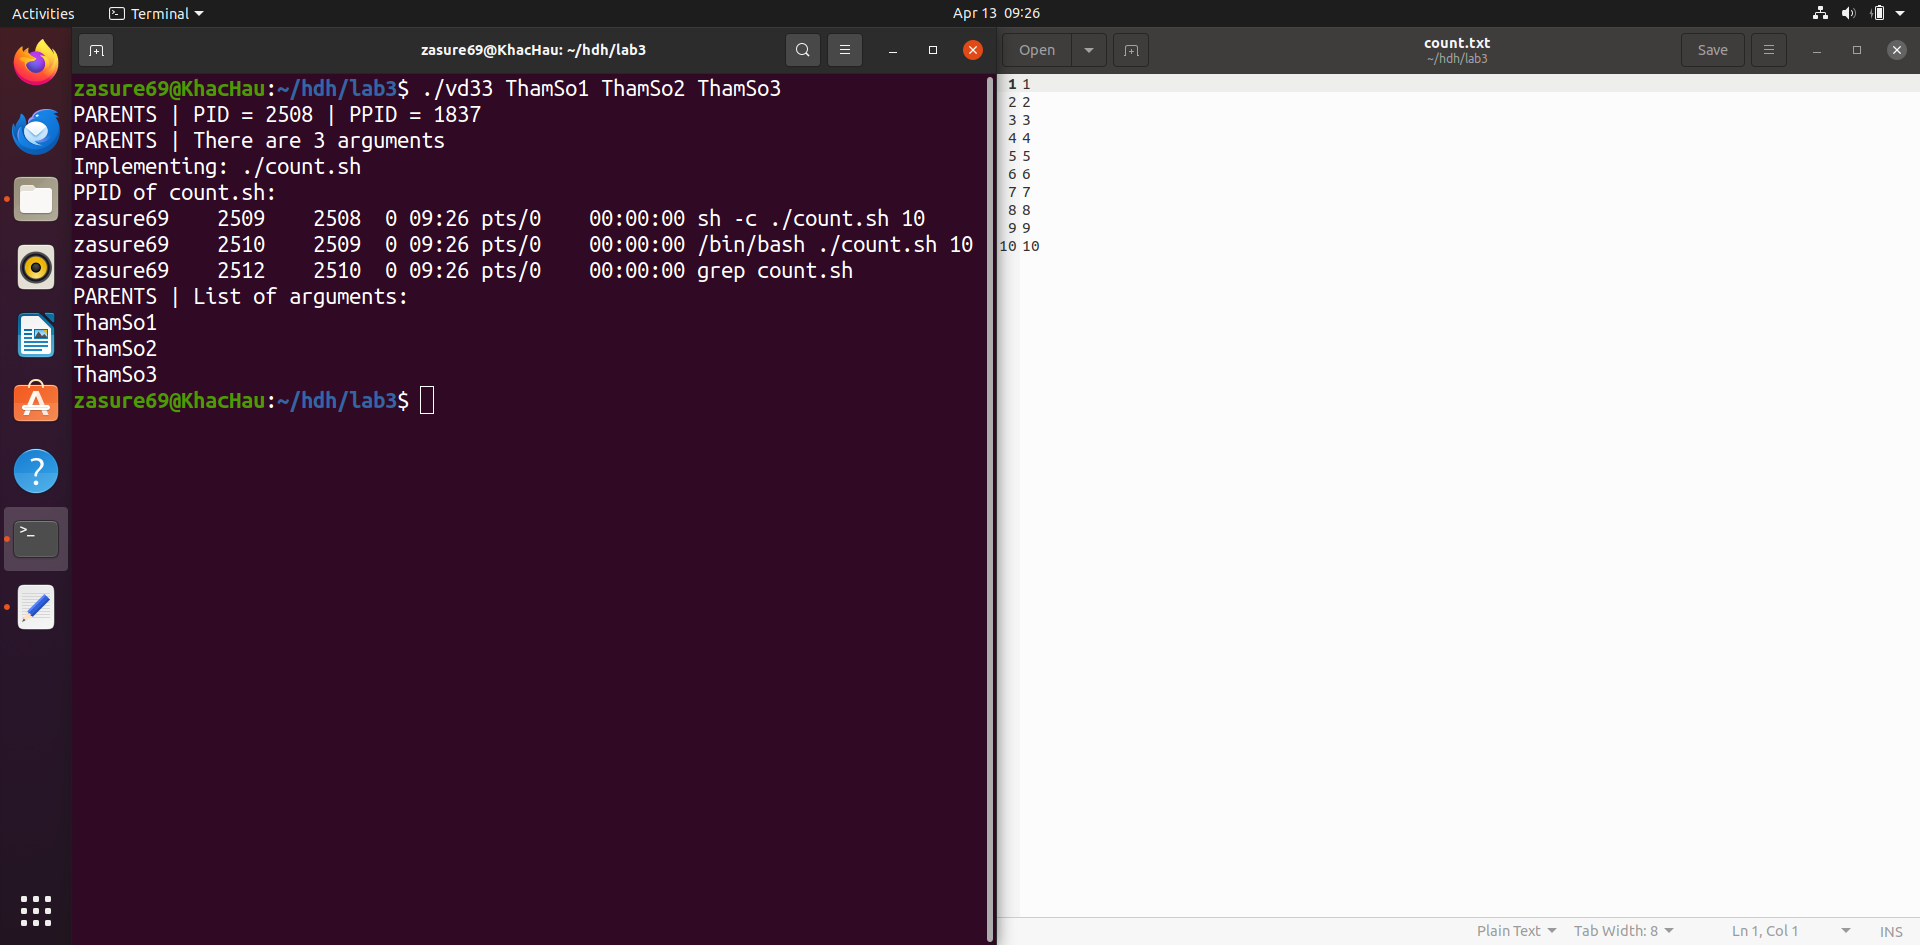 Activities Terminal Apr 13 09:26
zasure69@KhacHau: ~/hdh/lab3
zasure69@KhacHau:~/hdh/lab3$ ./vd33 ThamSo1 ThamSo2 ThamSo3
PARENTS | PID = 2508 | PPID = 1837
PARENTS | There are 3 arguments
Implementing: ./count.sh
PPID of count.sh:
zasure69    2509    2508  0 09:26 pts/0    00:00:00 sh -c ./count.sh 10
zasure69    2510    2509  0 09:26 pts/0    00:00:00 /bin/bash ./count.sh 10
zasure69    2512    2510  0 09:26 pts/0    00:00:00 grep count.sh
PARENTS | List of arguments:
ThamSo1
ThamSo2
ThamSo3
zasure69@KhacHau:~/hdh/lab3$
Open count.txt Save
~/hdh/lab3
1 1
2 2
3 3
4 4
5 5
6 6
7 7
8 8
9 9
10 10
Plain Text Tab Width: 8 Ln 1, Col 1 INS